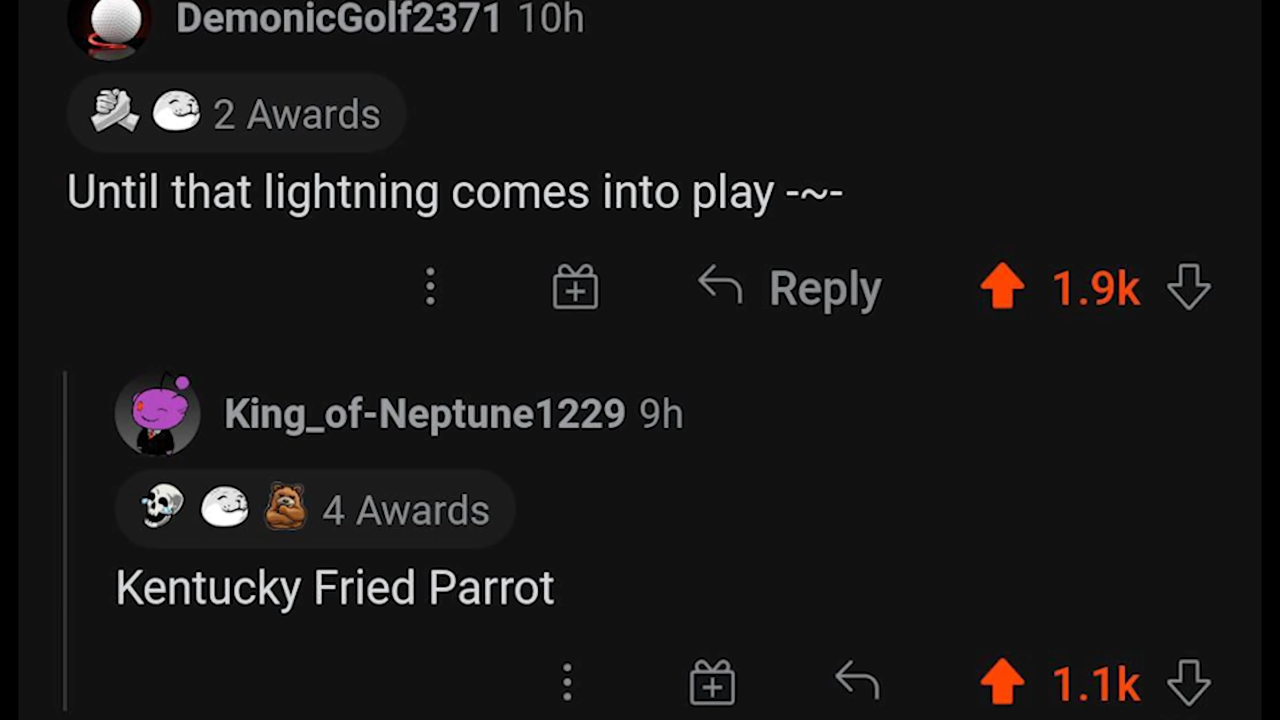 DemonicGolf2371 10h
2 Awards
Until that lightning comes into play -~-
Reply 1.9k
King_of-Neptune1229 9h
4 Awards
Kentucky Fried Parrot
1.1k